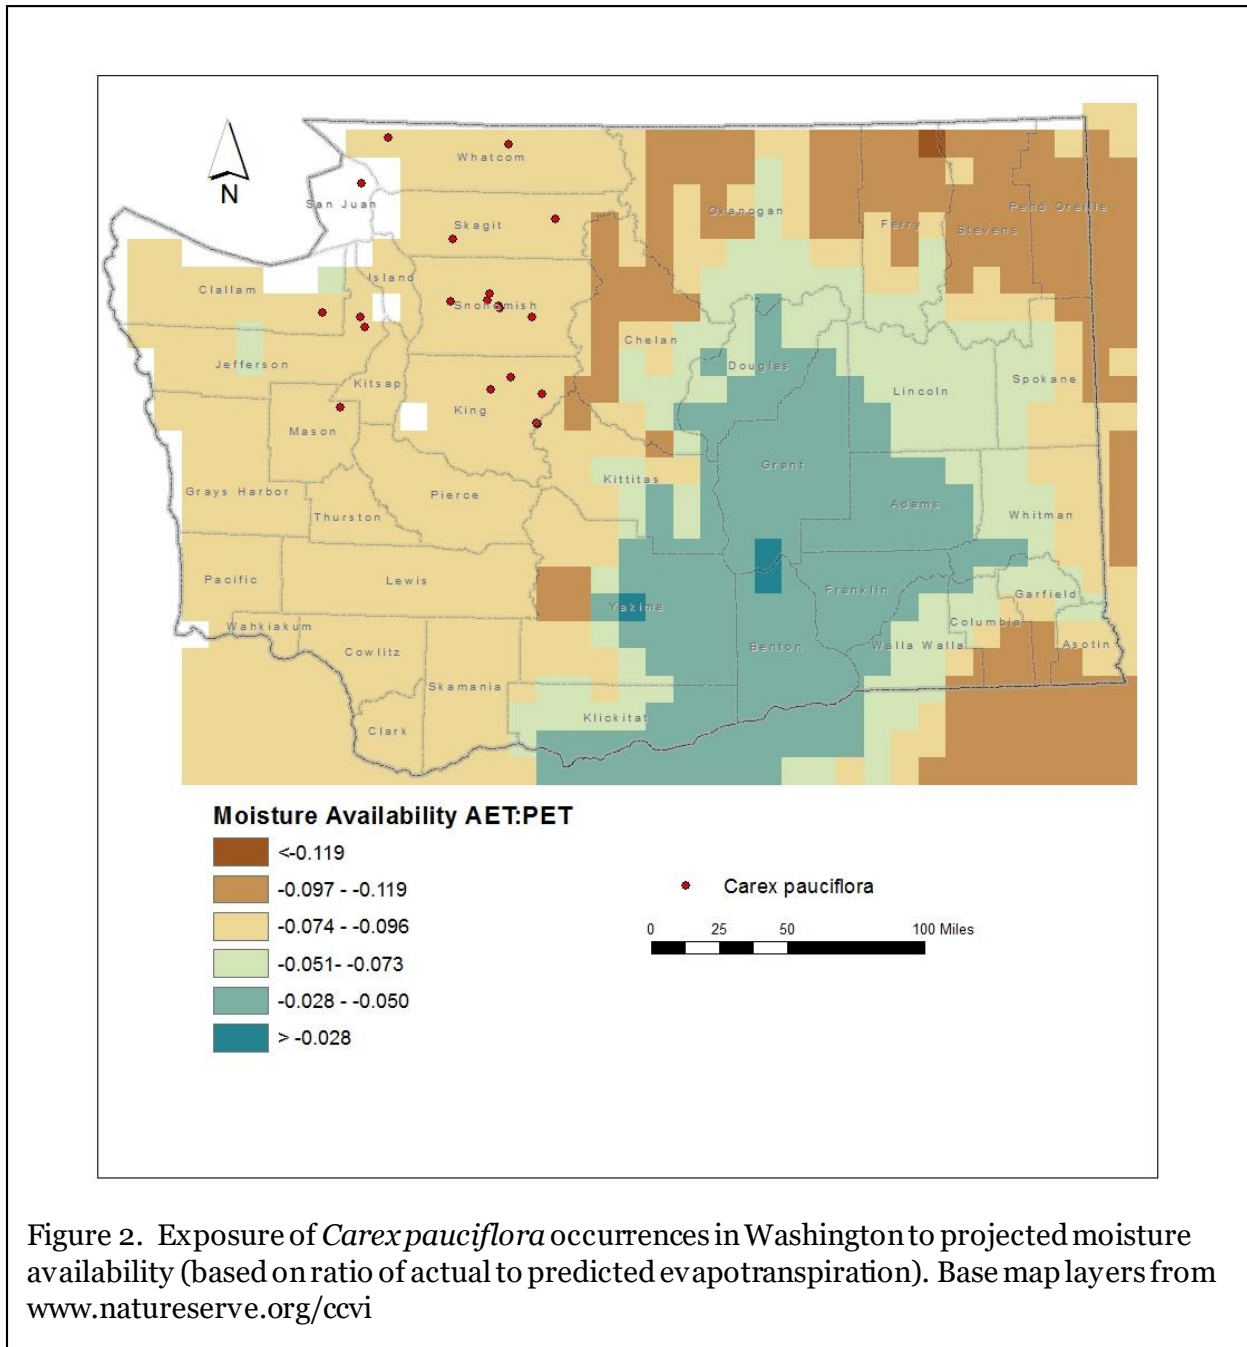 N
Whatcom
San Juan
Skagit
Okanogan
Ferry
Stevens
Pend Oreille
Clallam
Island
Snohomish
Chelan
Jefferson
Kitsap
Douglas
Lincoln
Spokane
King
Mason
Grays Harbor
Thurston
Pierce
Kittitas
Grant
Adams
Whitman
Pacific
Lewis
Yakima
Franklin
Garfield
Wahkiakum
Columbia
Cowlitz
Benton
Walla Walla
Asotin
Skamania
Clark
Klickitat
Moisture Availability AET:PET
<-0.119
-0.097 - -0.119
-0.074 - -0.096
-0.051- -0.073
-0.028 - -0.050
> -0.028
Carex pauciflora
0 25 50 100 Miles
Figure 2. Exposure of Carex pauciflora occurrences in Washington to projected moisture
availability (based on ratio of actual to predicted evapotranspiration). Base map layers from
www.natureserve.org/ccvi